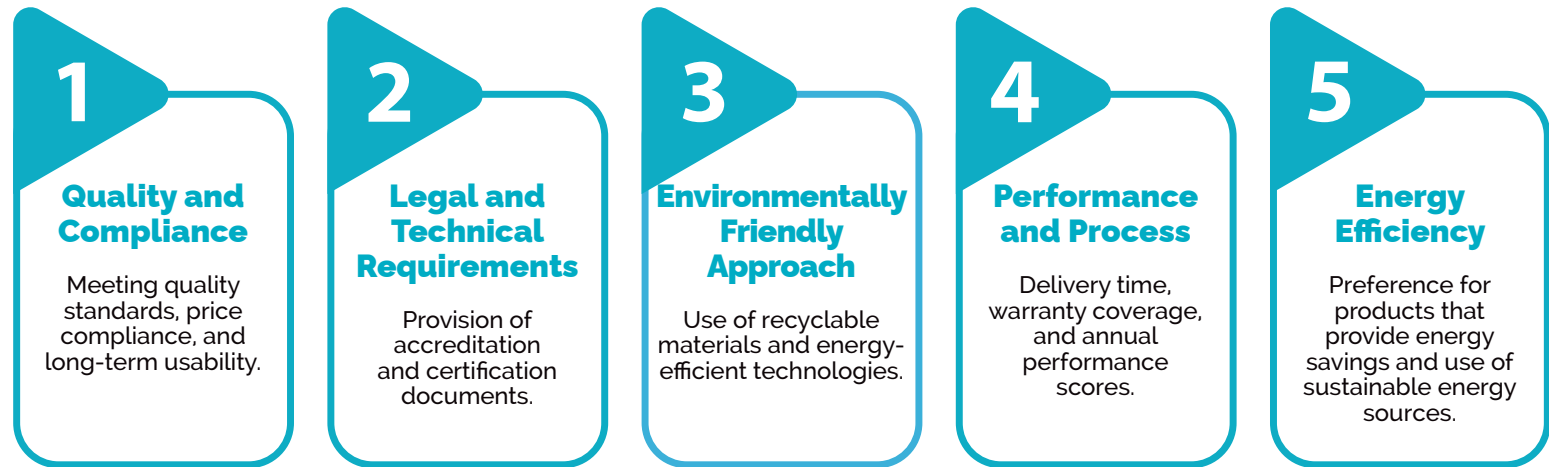 1
Quality and
Compliance
Meeting quality
standards, price
compliance, and
long-term usability.
2
Legal and
Technical
Requirements
Provision of
accreditation
and certification
documents.
3
Environmentally
Friendly
Approach
Use of recyclable
materials and energy-
efficient technologies.
4
Performance
and Process
Delivery time,
warranty coverage,
and annual
performance
scores.
5
Energy
Efficiency
Preference for
products that
provide energy
savings and use of
sustainable energy
sources.